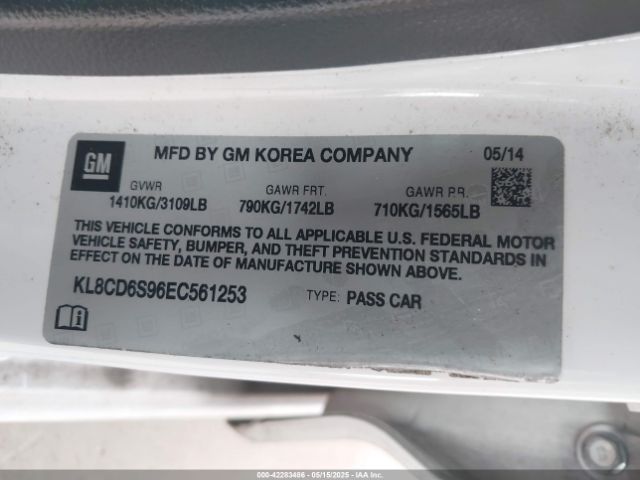 GM MFD BY GM KOREA COMPANY 05/14
GVWR GAWR FRT. GAWR RR.
1410KG/3109LB 790KG/1742LB 710KG/1565LB
THIS VEHICLE CONFORMS TO ALL APPLICABLE U.S. FEDERAL MOTOR
VEHICLE SAFETY, BUMPER, AND THEFT PREVENTION STANDARDS IN
EFFECT ON THE DATE OF MANUFACTURE SHOWN ABOVE.
KL8CD6S96EC561253 TYPE: PASS CAR
000-42283486 - 05/15/2025 - IAA Inc.